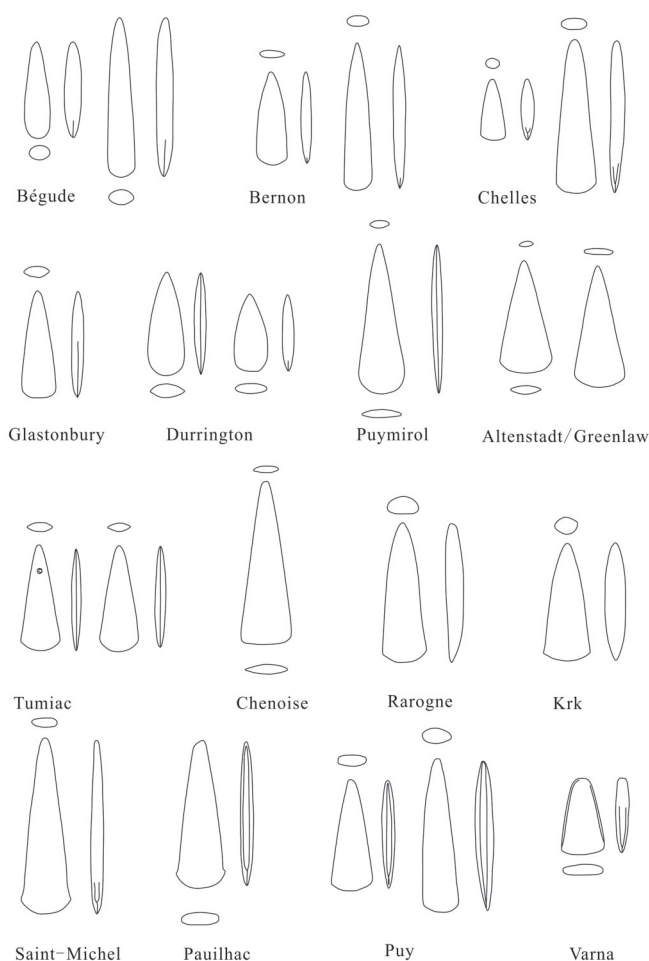 Bégude
Bernon
Chelles
Glastonbury
Durrington
Puymirol
Altenstadt/Greenlaw
Tumiac
Chenoise
Rarogne
Krk
Saint-Michel
Pauilhac
Puy
Varna